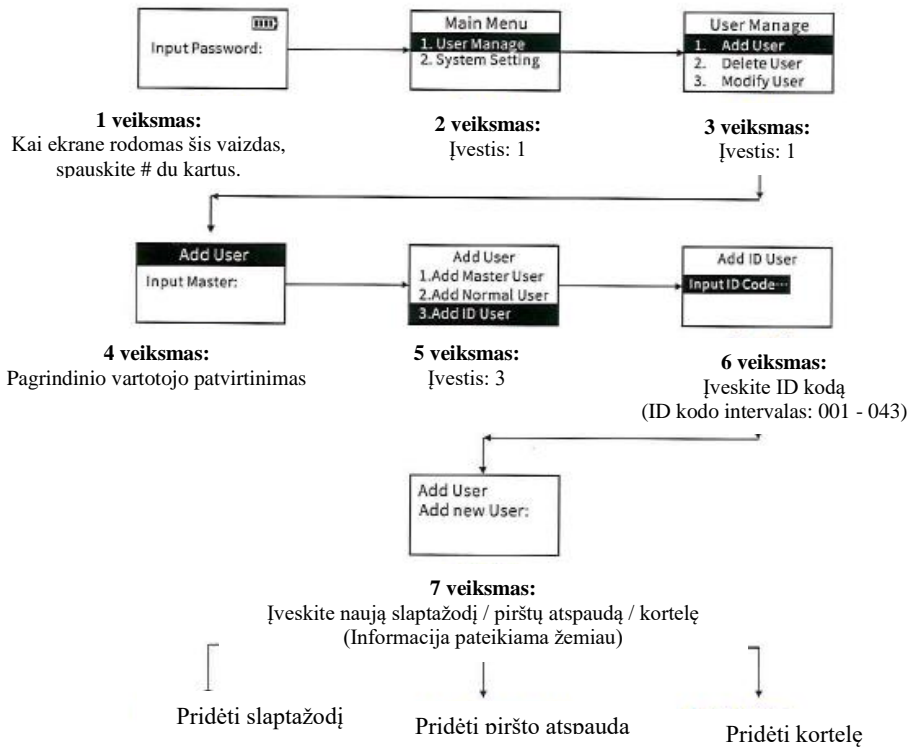 Input Password:
Main Menu
1. User Manage
2. System Setting
User Manage
1. Add User
2. Delete User
3. Modify User
1 veiksmas:
Kai ekrane rodomas šis vaizdas,
spauskite # du kartus.
2 veiksmas:
Įvestis: 1
3 veiksmas:
Įvestis: 1
Add User
Input Master:
Add User
1.Add Master User
2.Add Normal User
3.Add ID User
Add ID User
Input ID Code…
4 veiksmas:
Pagrindinio vartotojo patvirtinimas
5 veiksmas:
Įvestis: 3
6 veiksmas:
Įveskite ID kodą
(ID kodo intervalas: 001 - 043)
Add User
Add new User:
7 veiksmas:
Įveskite naują slaptažodį / pirštų atspaudą / kortelę
(Informacija pateikiama žemiau)
Pridėti slaptažodį
Pridėti piršto atspaudą
Pridėti kortelę